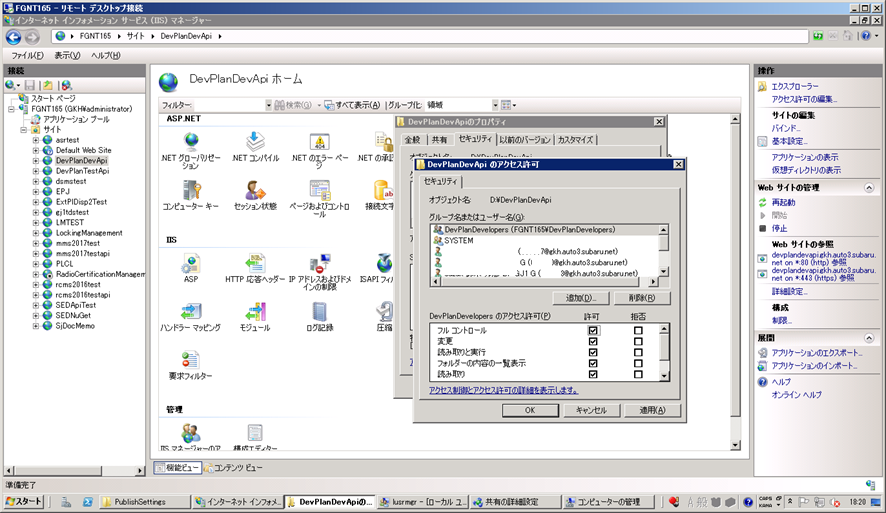 FGNT165 - リモート デスクトップ接続
インターネット インフォメーション サービス (IIS) マネージャー
FGNT165 ▸ サイト ▸ DevPlanDevApi ▸
ファイル(F) 表示(V) ヘルプ(H)
接続
スタート ページ
FGNT165 (GKH¥administrator)
アプリケーション プール
サイト
asrtest
Default Web Site
DevPlanDevApi
DevPlanTestApi
dsmstest
EPJ
ExtPIDisp2Test
gj1tdstest
LMTEST
LockingManagement
mms2017test
mms2017testapi
PLCL
RadioCertificationManagem
rcms2016test
rcms2016testapi
SEDApiTest
SEDNuGet
SjDocMemo
DevPlanDevApi ホーム
フィルター: 検索(G) すべて表示(A) グループ化: 領域
ASP.NET
.NET グローバリゼーション
.NET コンパイル
.NET のエラー ページ
.NET の承認
コンピューター キー
セッション状態
ページおよびコントロール
接続文字
IIS
ASP
HTTP 応答ヘッダー
IP アドレスおよびドメインの制限
ISAPI フィル
ハンドラー マッピング
モジュール
ログ記録
圧縮
要求フィルター
管理
IIS マネージャーのア
構成エディター
機能ビュー コンテンツ ビュー
DevPlanDevApiのプロパティ
全般 共有 セキュリティ 以前のバージョン カスタマイズ
DevPlanDevApi のアクセス許可
セキュリティ
オブジェクト名: D:¥DevPlanDevApi
グループ名またはユーザー名(G):
DevPlanDevelopers (FGNT165¥DevPlanDevelopers)
SYSTEM
7@gkh.auto3.subaru.net)
G ( @gkh.auto3.subaru.net)
3J1 G ( 3@gkh.auto3.subaru.net)
追加(D)... 削除(R)
DevPlanDevelopers のアクセス許可(P) 許可 拒否
フル コントロール
変更
読み取りと実行
フォルダーの内容の一覧表示
読み取り
アクセス制御とアクセス許可の詳細を表示します。
OK キャンセル 適用(A)
操作
エクスプローラー
アクセス許可の編集...
サイトの編集
バインド...
基本設定...
アプリケーションの表示
仮想ディレクトリの表示
Web サイトの管理
再起動
開始
停止
Web サイトの参照
devplandevapi.gkh.auto3.subaru.
net on *:80 (http) 参照
devplandevapi.gkh.auto3.subaru.
net on *:443 (https) 参照
詳細設定...
構成
制限...
展開
アプリケーションのエクスポート...
アプリケーションのインポート...
ヘルプ
オンライン ヘルプ
準備完了
スタート PublishSettings インターネット インフォメ... DevPlanDevApiの... lusrmgr - [ローカル ユ... 共有の詳細設定 コンピューターの管理 A 般 CAPS KANA 18:20